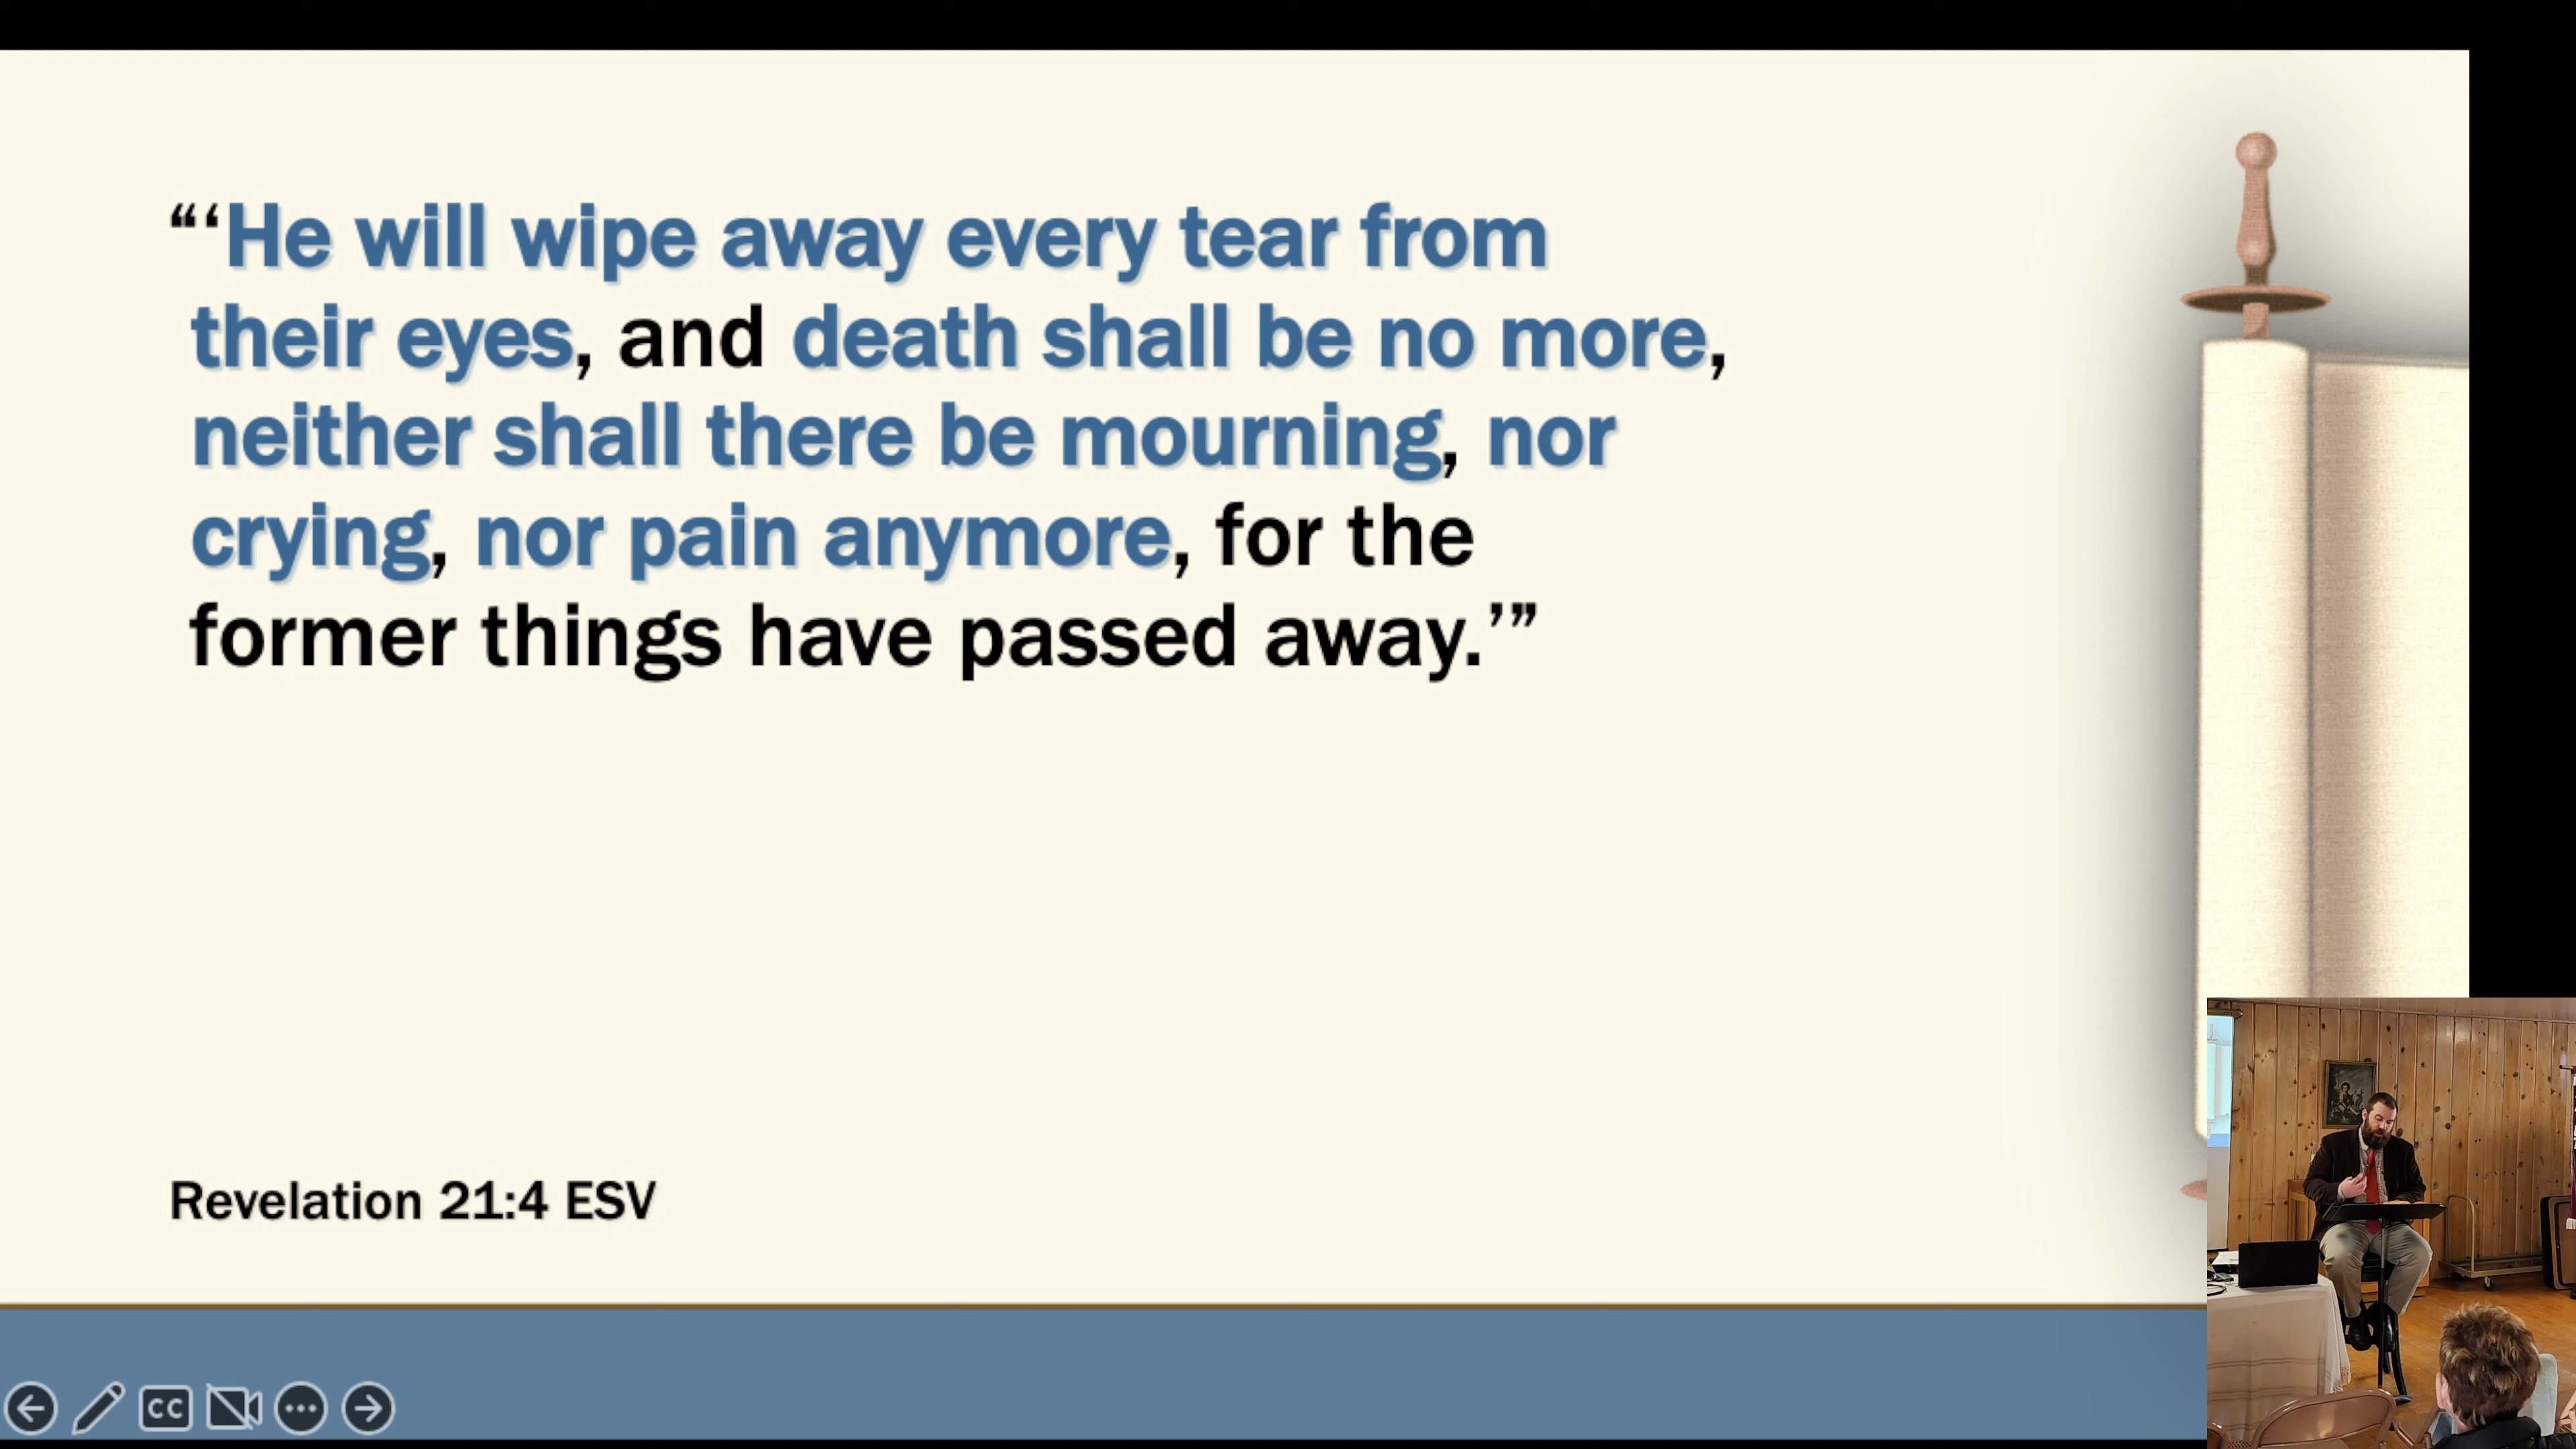 “‘He will wipe away every tear from
their eyes, and death shall be no more,
neither shall there be mourning, nor
crying, nor pain anymore, for the
former things have passed away.’”
Revelation 21:4 ESV
CC